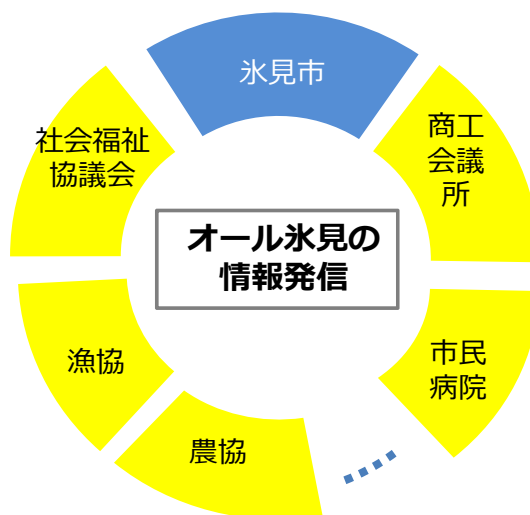 氷見市
商工
会議
所
市民
病院
農協
漁協
社会福祉
協議会
オール氷見の
情報発信